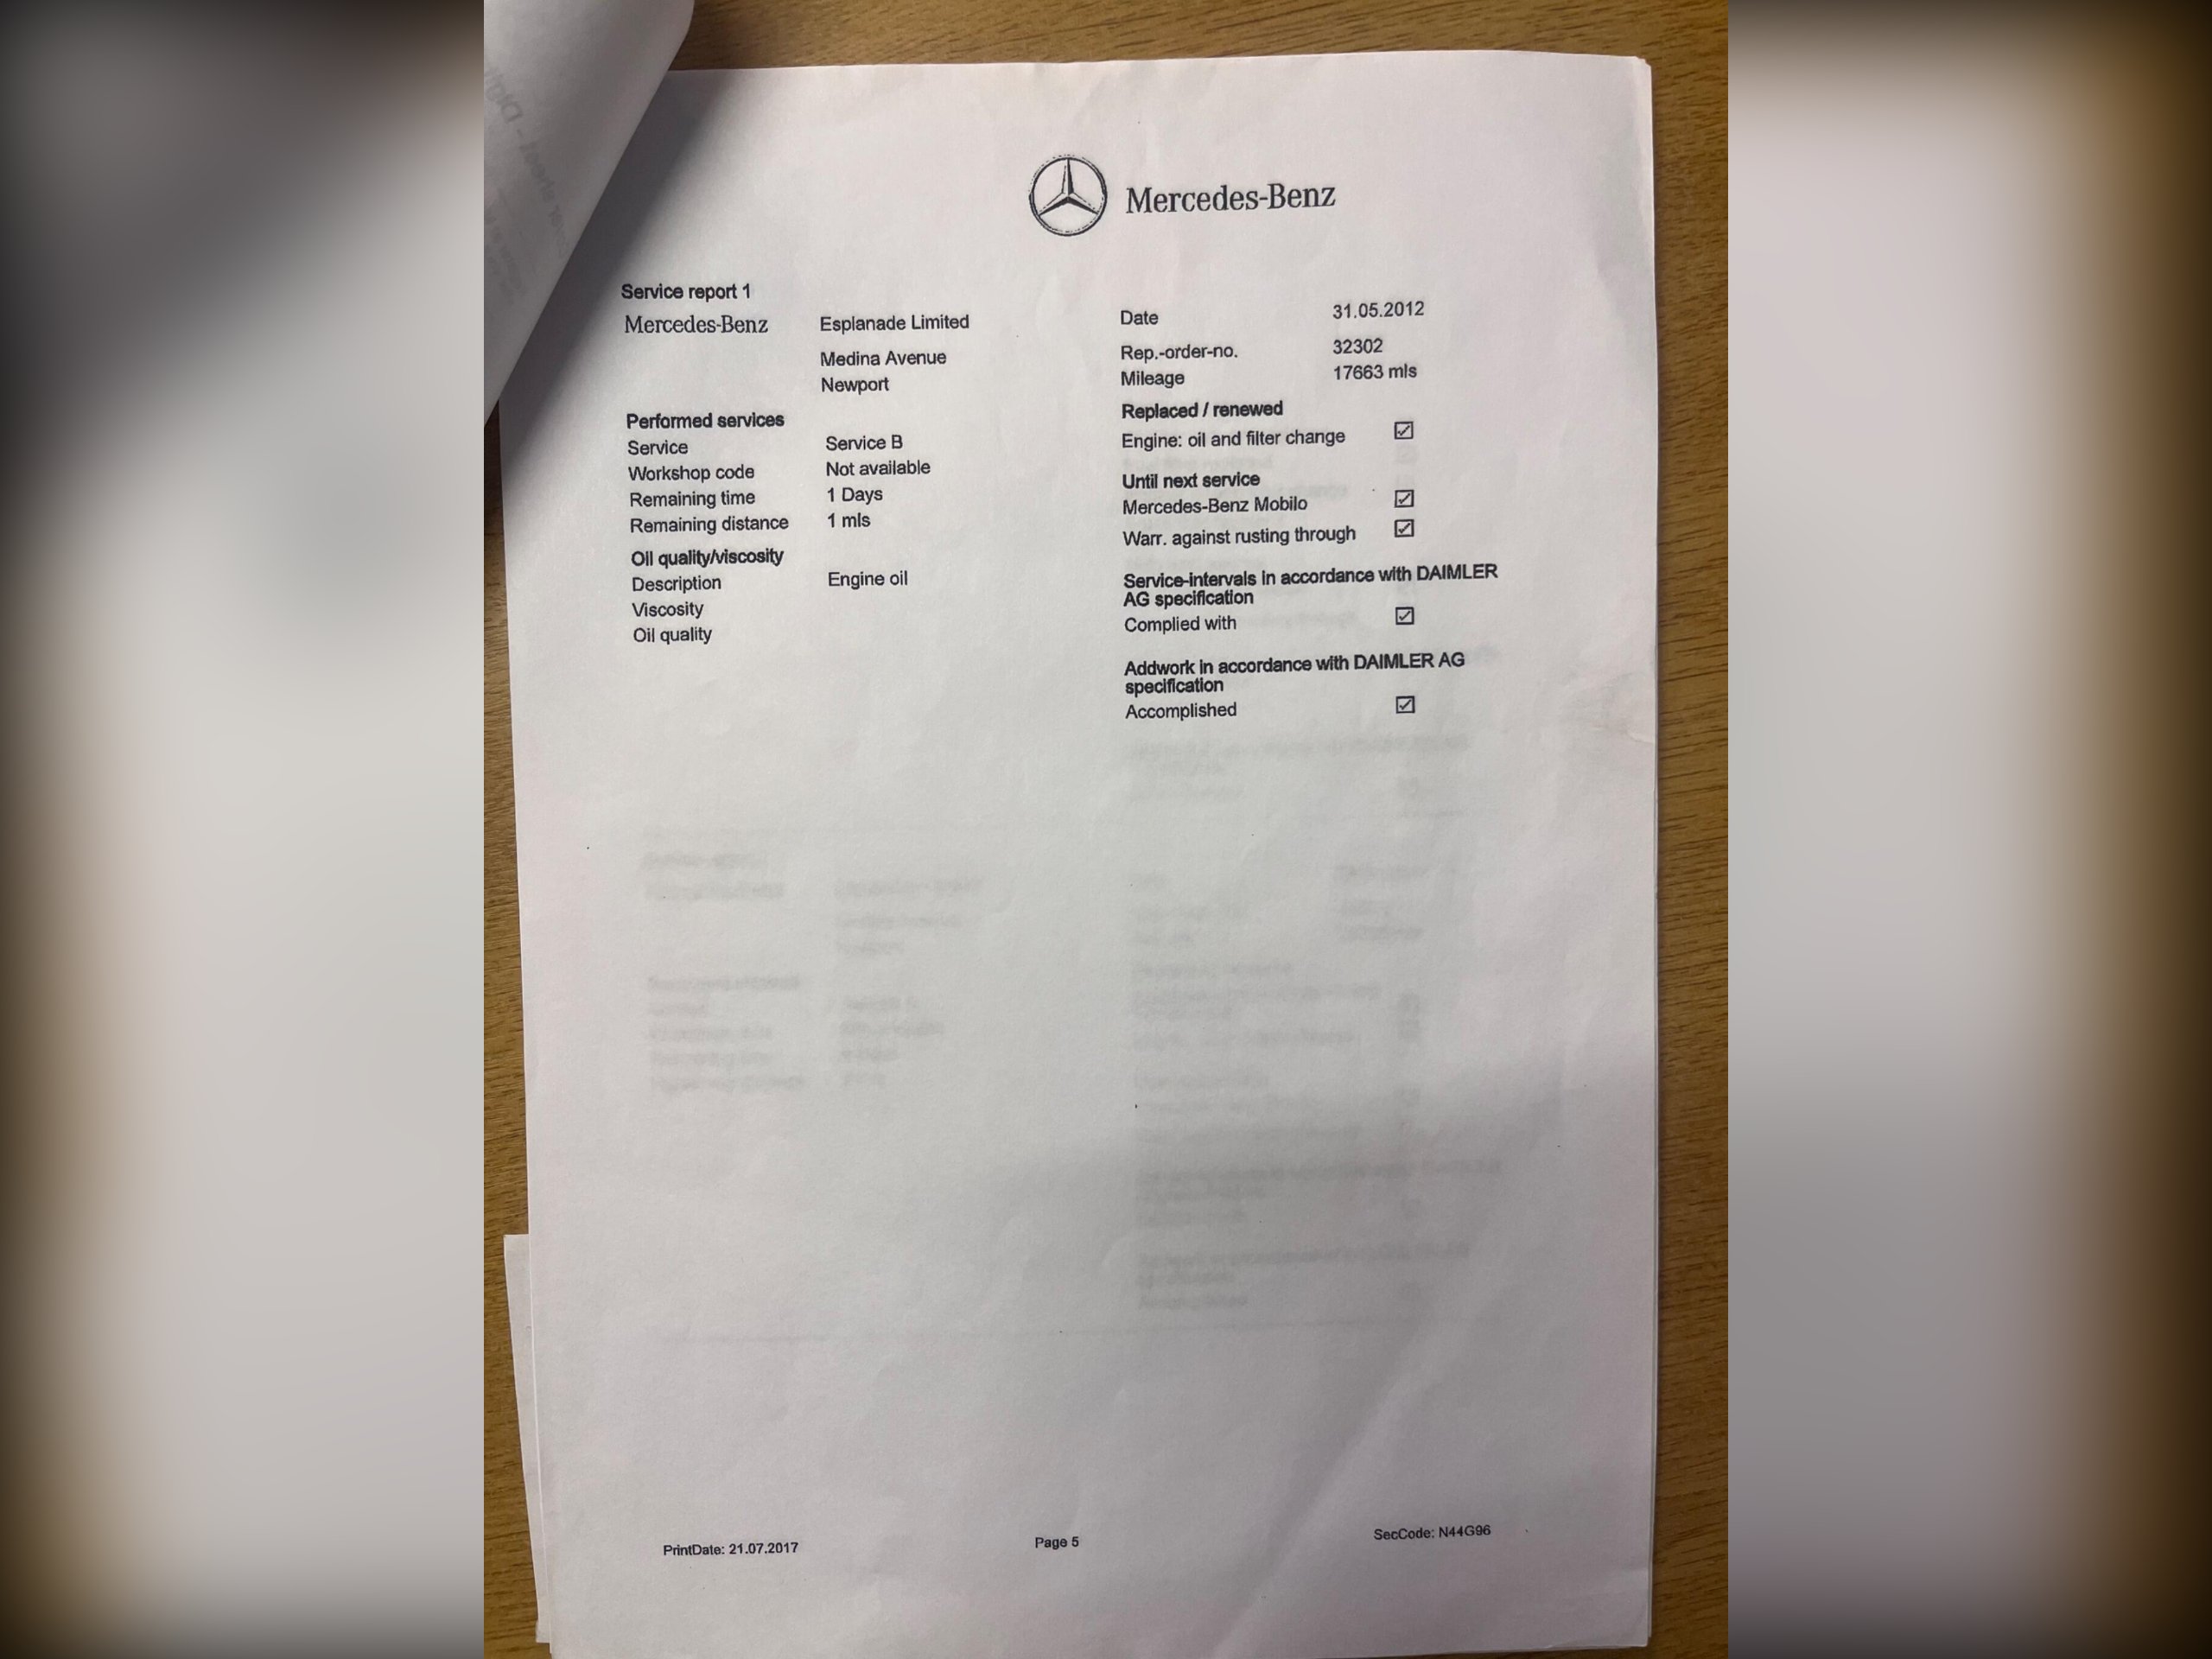 Mercedes-Benz
Service report 1
Mercedes-Benz
Esplanade Limited
Medina Avenue
Newport
Date 31.05.2012
Rep.-order-no. 32302
Mileage 17663 mls
Performed services
Service Service B
Workshop code Not available
Remaining time 1 Days
Remaining distance 1 mls
Oil quality/viscosity
Description Engine oil
Viscosity
Oil quality
Replaced / renewed
Engine: oil and filter change
Until next service
Mercedes-Benz Mobilo
Warr. against rusting through
Service-intervals in accordance with DAIMLER
AG specification
Complied with
Addwork in accordance with DAIMLER AG
specification
Accomplished
PrintDate: 21.07.2017
Page 5
SecCode: N44G96